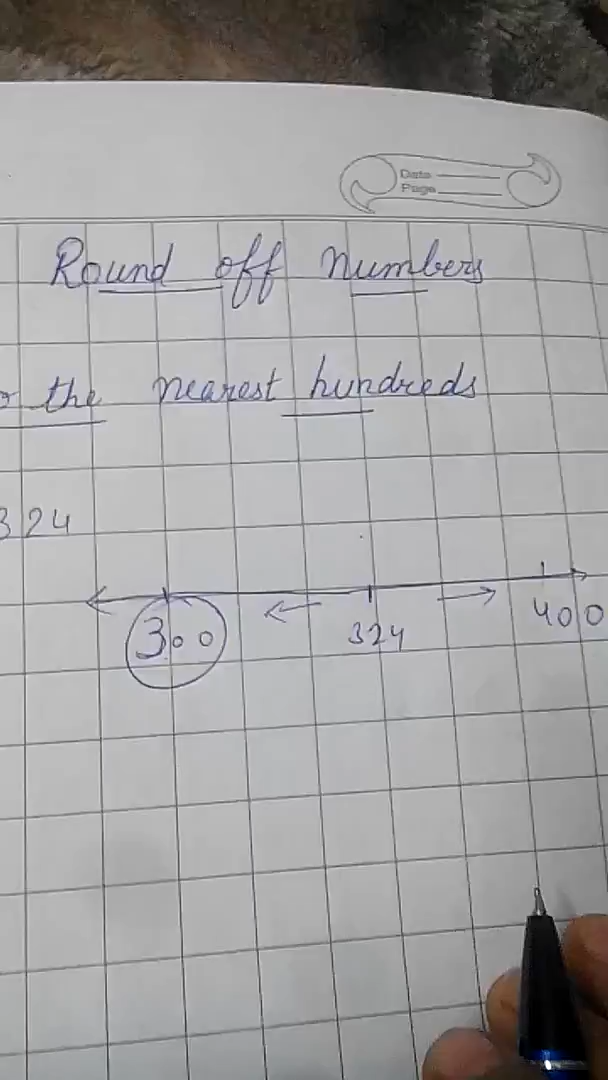 Date
Page
Round off numbers
the nearest hundreds
324
300 324 400